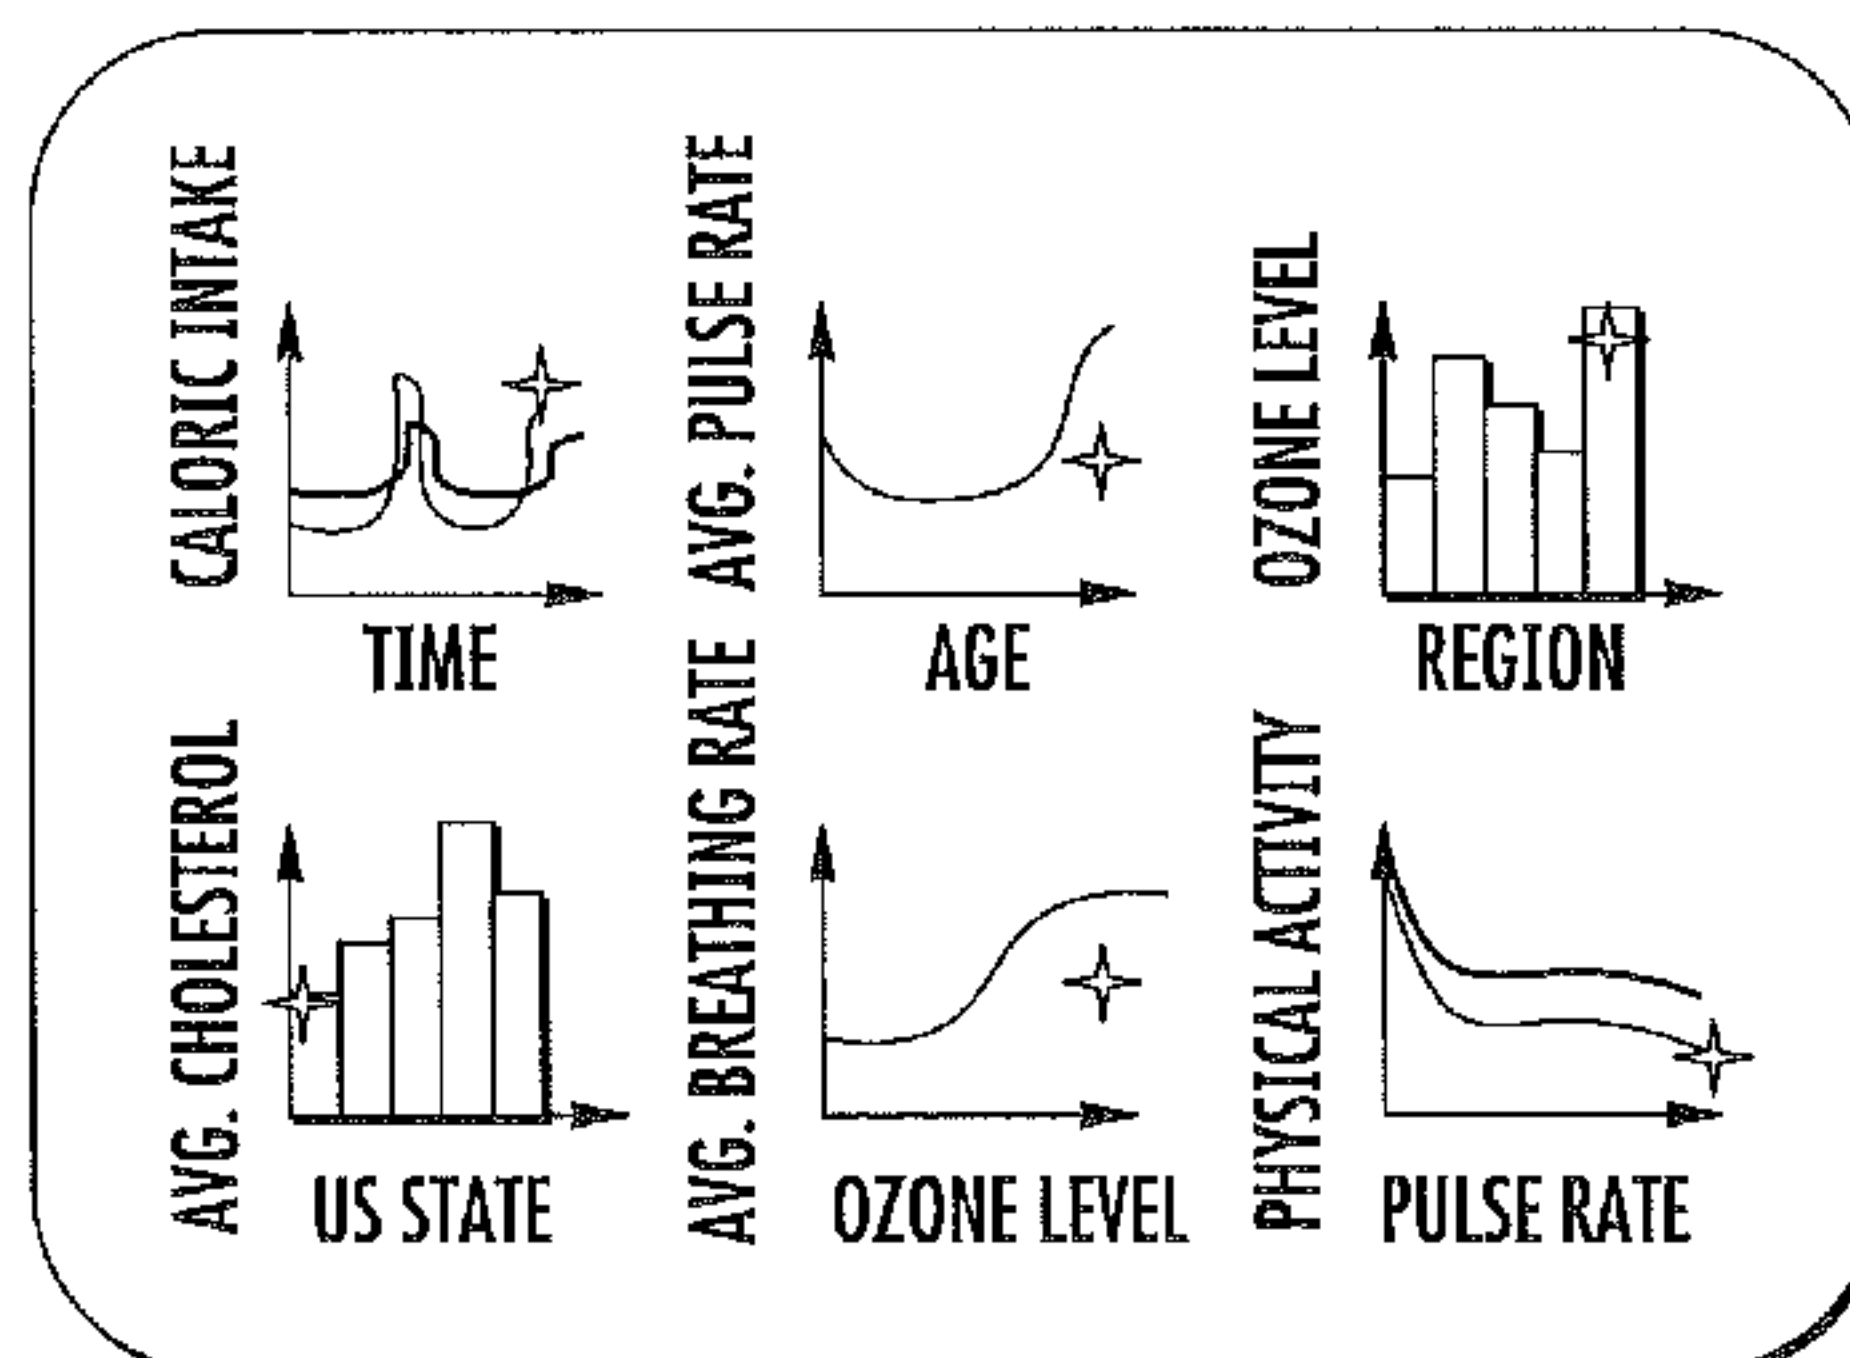 CALORIC INTAKE
TIME
AVG. PULSE RATE
AGE
OZONE LEVEL
REGION
AVG. CHOLESTEROL
US STATE
AVG. BREATHING RATE
OZONE LEVEL
PHYSICAL ACTIVITY
PULSE RATE